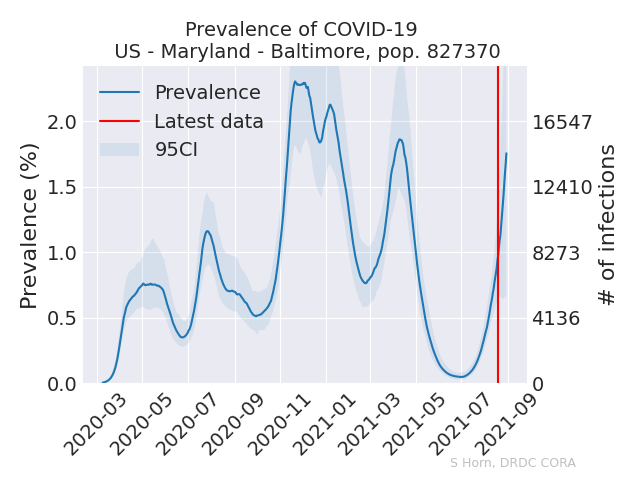 Prevalence of COVID-19
US - Maryland - Baltimore, pop. 827370
Prevalence
Latest data
95CI
Prevalence (%)
2.0
1.5
1.0
0.5
0.0
16547
12410
8273
4136
0
# of infections
2020-03
2020-05
2020-07
2020-09
2020-11
2021-01
2021-03
2021-05
2021-07
2021-09
S Horn, DRDC CORA